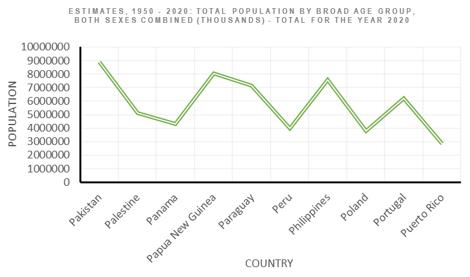 ESTIMATES, 1950 - 2020: TOTAL POPULATION BY BROAD AGE GROUP,
BOTH SEXES COMBINED (THOUSANDS) - TOTAL FOR THE YEAR 2020
10000000
9000000
8000000
7000000
6000000
5000000
4000000
3000000
2000000
1000000
0
POPULATION
Pakistan
Palestine
Panama
Papua New Guinea
Paraguay
Peru
Philippines
Poland
Portugal
Puerto Rico
COUNTRY